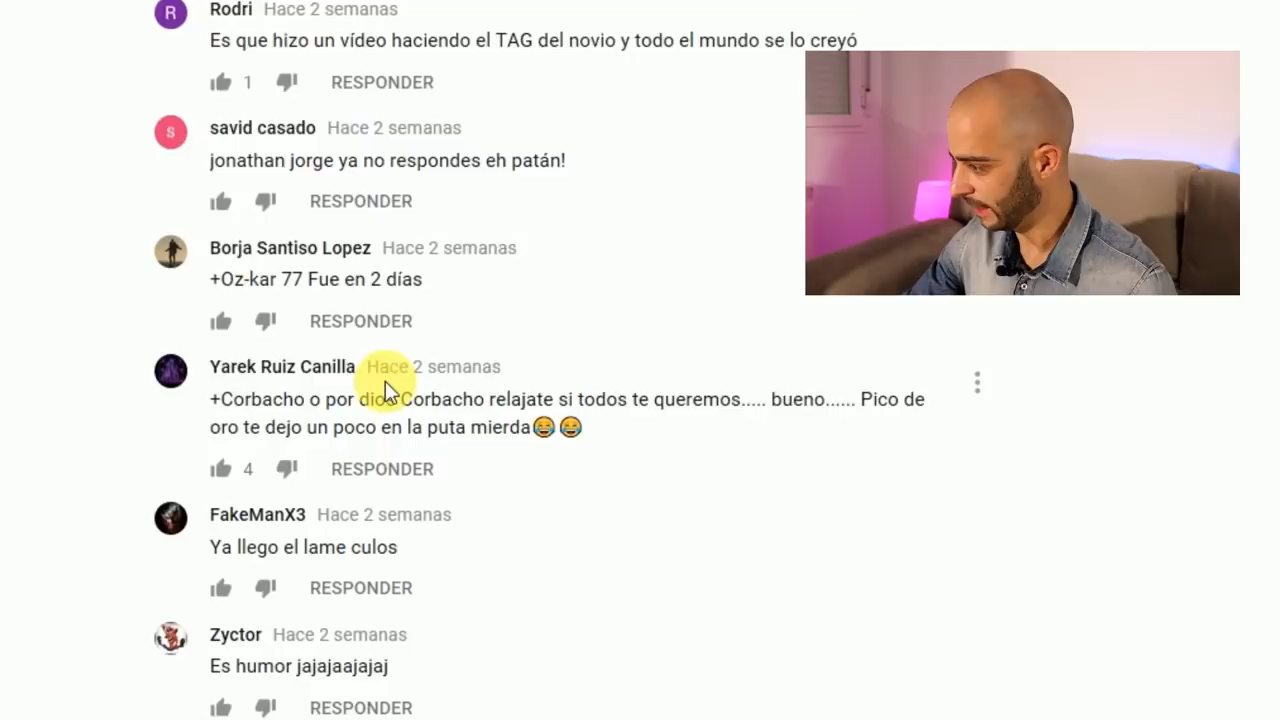 R
Rodri Hace 2 semanas
Es que hizo un vídeo haciendo el TAG del novio y todo el mundo se lo creyó
1 RESPONDER
s
savid casado Hace 2 semanas
jonathan jorge ya no respondes eh patán!
RESPONDER
Borja Santiso Lopez Hace 2 semanas
+Oz-kar 77 Fue en 2 días
RESPONDER
Yarek Ruiz Canilla Hace 2 semanas
+Corbacho o por dios Corbacho relajate si todos te queremos..... bueno...... Pico de
oro te dejo un poco en la puta mierda😂😂
4 RESPONDER
FakeManX3 Hace 2 semanas
Ya llego el lame culos
RESPONDER
Zyctor Hace 2 semanas
Es humor jajajaajajaj
RESPONDER